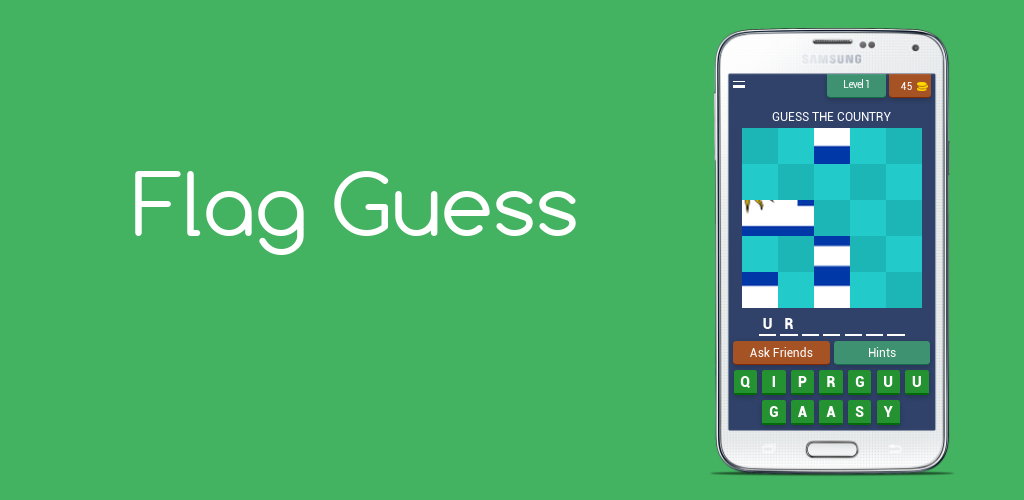 Flag Guess
SAMSUNG
Level 1
45
GUESS THE COUNTRY
U R
Ask Friends
Hints
Q I P R G U U
G A A S Y